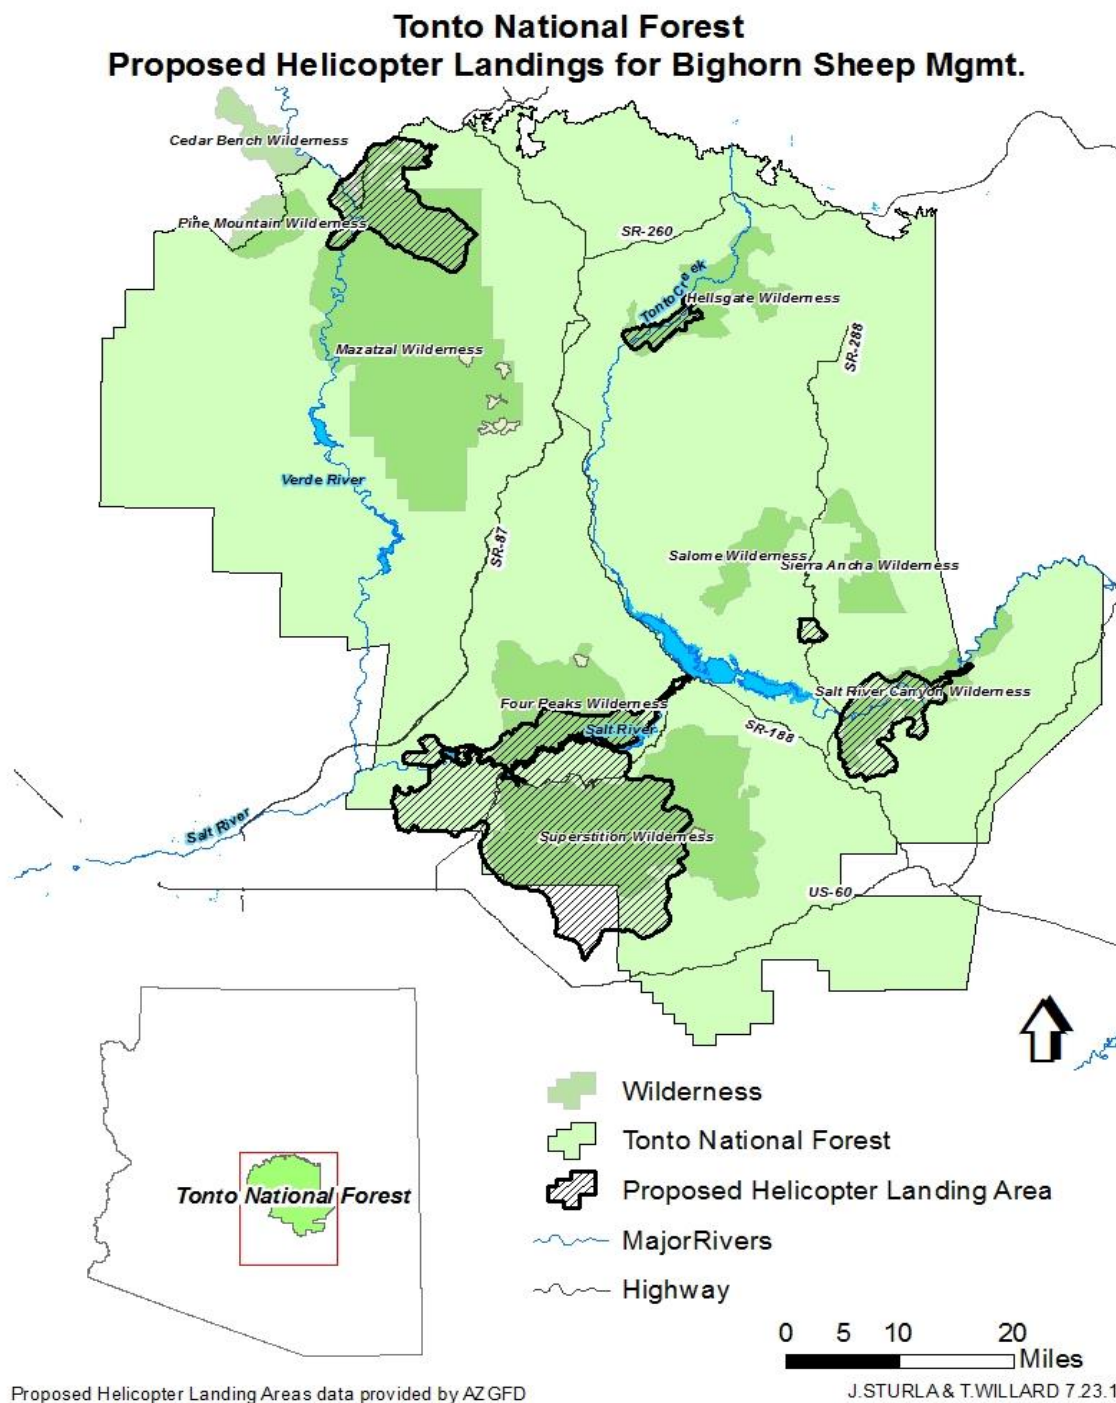 Tonto National Forest
Proposed Helicopter Landings for Bighorn Sheep Mgmt.
Cedar Bench Wilderness
Pine Mountain Wilderness
SR-260
Tonto Creek
Hellsgate Wilderness
Mazatzal Wilderness
SR-288
Verde River
SR-87
Salome Wilderness
Sierra Ancha Wilderness
Four Peaks Wilderness
Salt River Canyon Wilderness
Salt River
SR-188
Salt River
Superstition Wilderness
US-60
Wilderness
Tonto National Forest
Proposed Helicopter Landing Area
MajorRivers
Highway
Tonto National Forest
0 5 10 20
Miles
Proposed Helicopter Landing Areas data provided by AZGFD
J.STURLA & T.WILLARD 7.23.1